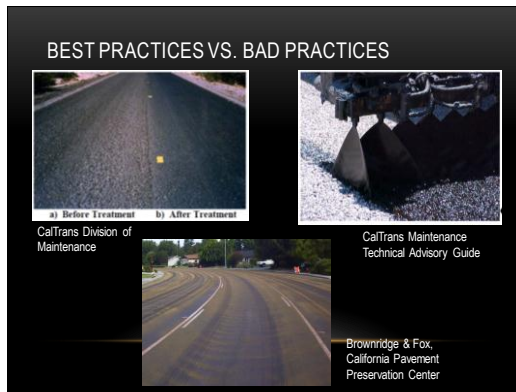 BEST PRACTICES VS. BAD PRACTICES
a) Before Treatment b) After Treatment
CalTrans Division of
Maintenance
CalTrans Maintenance
Technical Advisory Guide
Brownridge & Fox,
California Pavement
Preservation Center